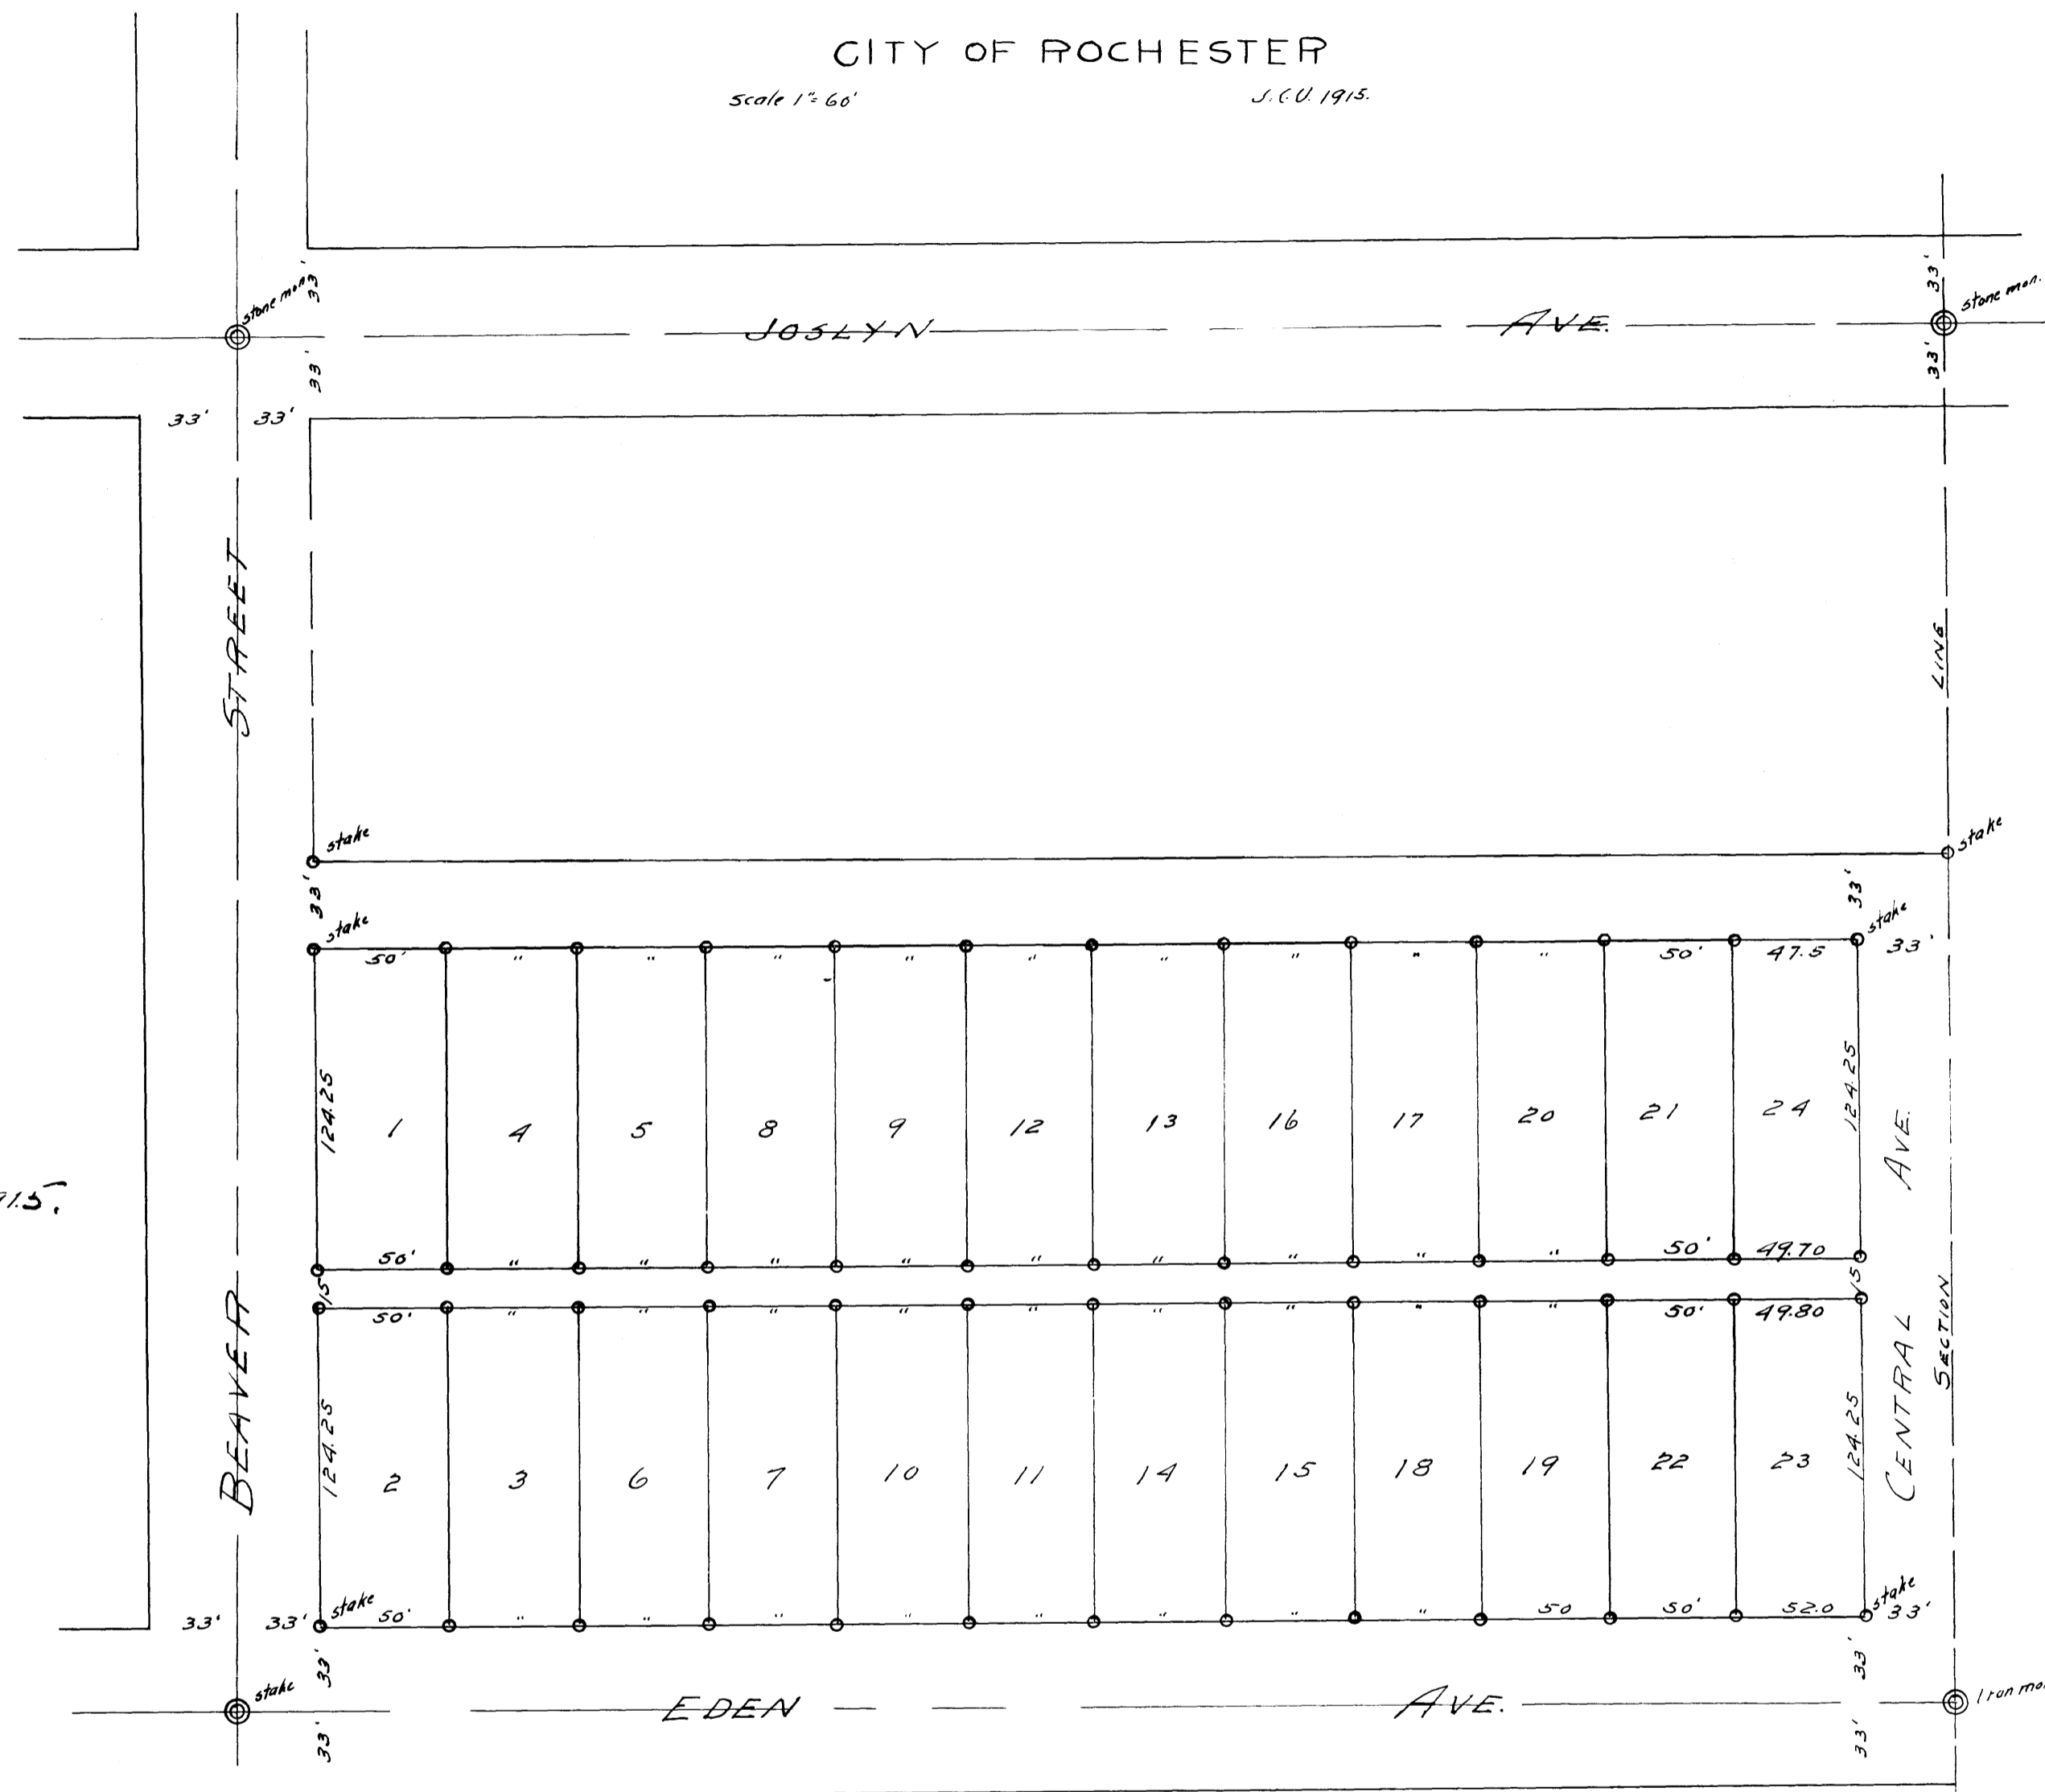 CITY OF ROCHESTER
Scale 1"= 60' J.C.U. 1915.
stone mon.
33'
33'
stone mon.
33'
JOSLYN AVE.
33'
33'
33' 33'
STREET
LINE
stake
stake
33'
33'
stake
stake
50' " " " " " " " " " 50' 47.5 33'
124.25
124.25
1 4 5 8 9 12 13 16 17 20 21 24
AVE.
50' " " " " " " " " " 50' 49.70
15
15
50' " " " " " " " " " 50' 49.80
BEAVER
SECTION
CENTRAL
124.25
124.25
2 3 6 7 10 11 14 15 18 19 22 23
33' 33' stake 50' " " " " " " " " 50 50' 52.0 stake 33'
33'
33'
stake
EDEN AVE.
Iron mo
33'
33'